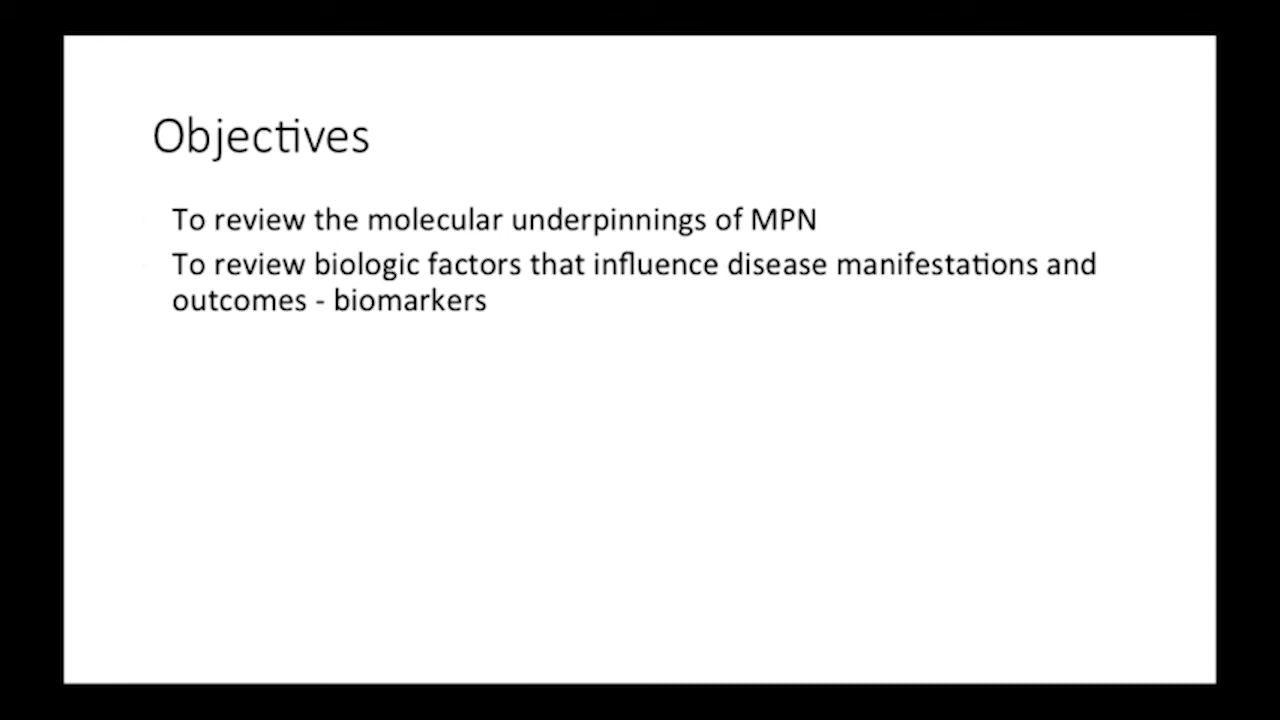 Objectives
To review the molecular underpinnings of MPN
To review biologic factors that influence disease manifestations and
outcomes - biomarkers